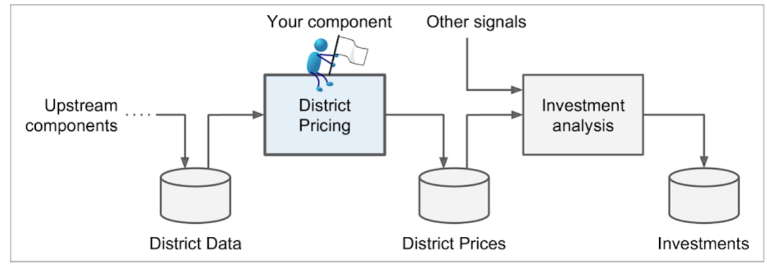 Your component
Other signals
Upstream
components
District
Pricing
Investment
analysis
District Data
District Prices
Investments